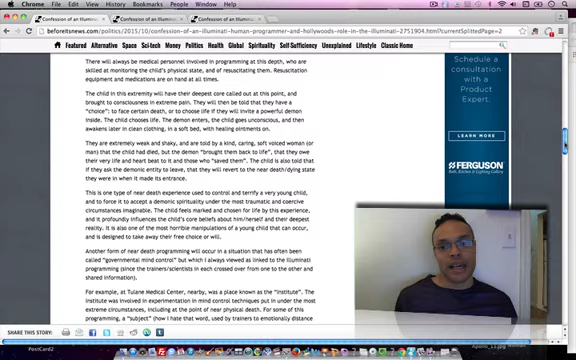 Chrome File Edit View History Bookmarks People Window Help
Confession of an Illuminati
Confession of an Illuminati
Confession of an Illuminati
beforeitsnews.com/politics/2015/10/confession-of-an-illuminati-human-programmer-and-hollywoods-role-in-the-illuminati-2751904.html?currentSplittedPage=2
Featured Alternative Space Sci-tech Money Politics Health Global Spirituality Self-Sufficiency Unexplained Lifestyle Classic Home
There will always be medical personnel involved in programming at this depth, who
are skilled at monitoring the child's physical state, and of resuscitating them. Resuscitation
equipment and medications are on hand at all times.
The child in this extremity will have their deepest core called out at this point, and
brought to consciousness in extreme pain. They will then be told that they have a
"choice": to face certain death, or to choose life if they will invite a powerful demon
inside. The child chooses life. The demon enters, the child goes unconscious, and then
awakens later in clean clothing, in a soft bed, with healing ointments on.
They are extremely weak and shaky, and are told by a kind, caring, soft voiced woman (or
man) that the child had died, but the demon "brought them back to life", that they owe
their very life and heart beat to it and those who "saved them". The child is also told that
if they ask the demonic entity to leave, that they will revert to the near death/dying state
they were in when it made its entrance.
This is one type of near death experience used to control and terrify a very young child,
and to force it to accept a demonic spirituality under the most traumatic and coercive
circumstances imaginable. The child feels marked and chosen for life by this experience,
and it profoundly influences the child's core beliefs about him/herself and their deepest
reality. It is also one of the most horrible manipulations of a young child that can occur,
and is designed to take away their free choice or will.
Another form of near death programming will occur in a situation that has often been
called "governmental mind control" but which I always viewed as linked to the Illuminati
programming (since the trainers/scientists in each crossed over from one to the other and
shared information).
For example, at Tulane Medical Center, nearby, was a place known as the "Institute". The
Institute was involved in experimentation in mind control techniques put in under the most
extreme circumstances, including at the point of near physical death. For some of this
programming, a "subject" (how I hate that word, used by trainers to emotionally distance
Schedule
a
consultation
with a
Product
Expert.
LEARN MORE
FERGUSON
Bath, Kitchen & Lighting Gallery
SHARE THIS STORY:
PostCard2
Apollo_11.jpg